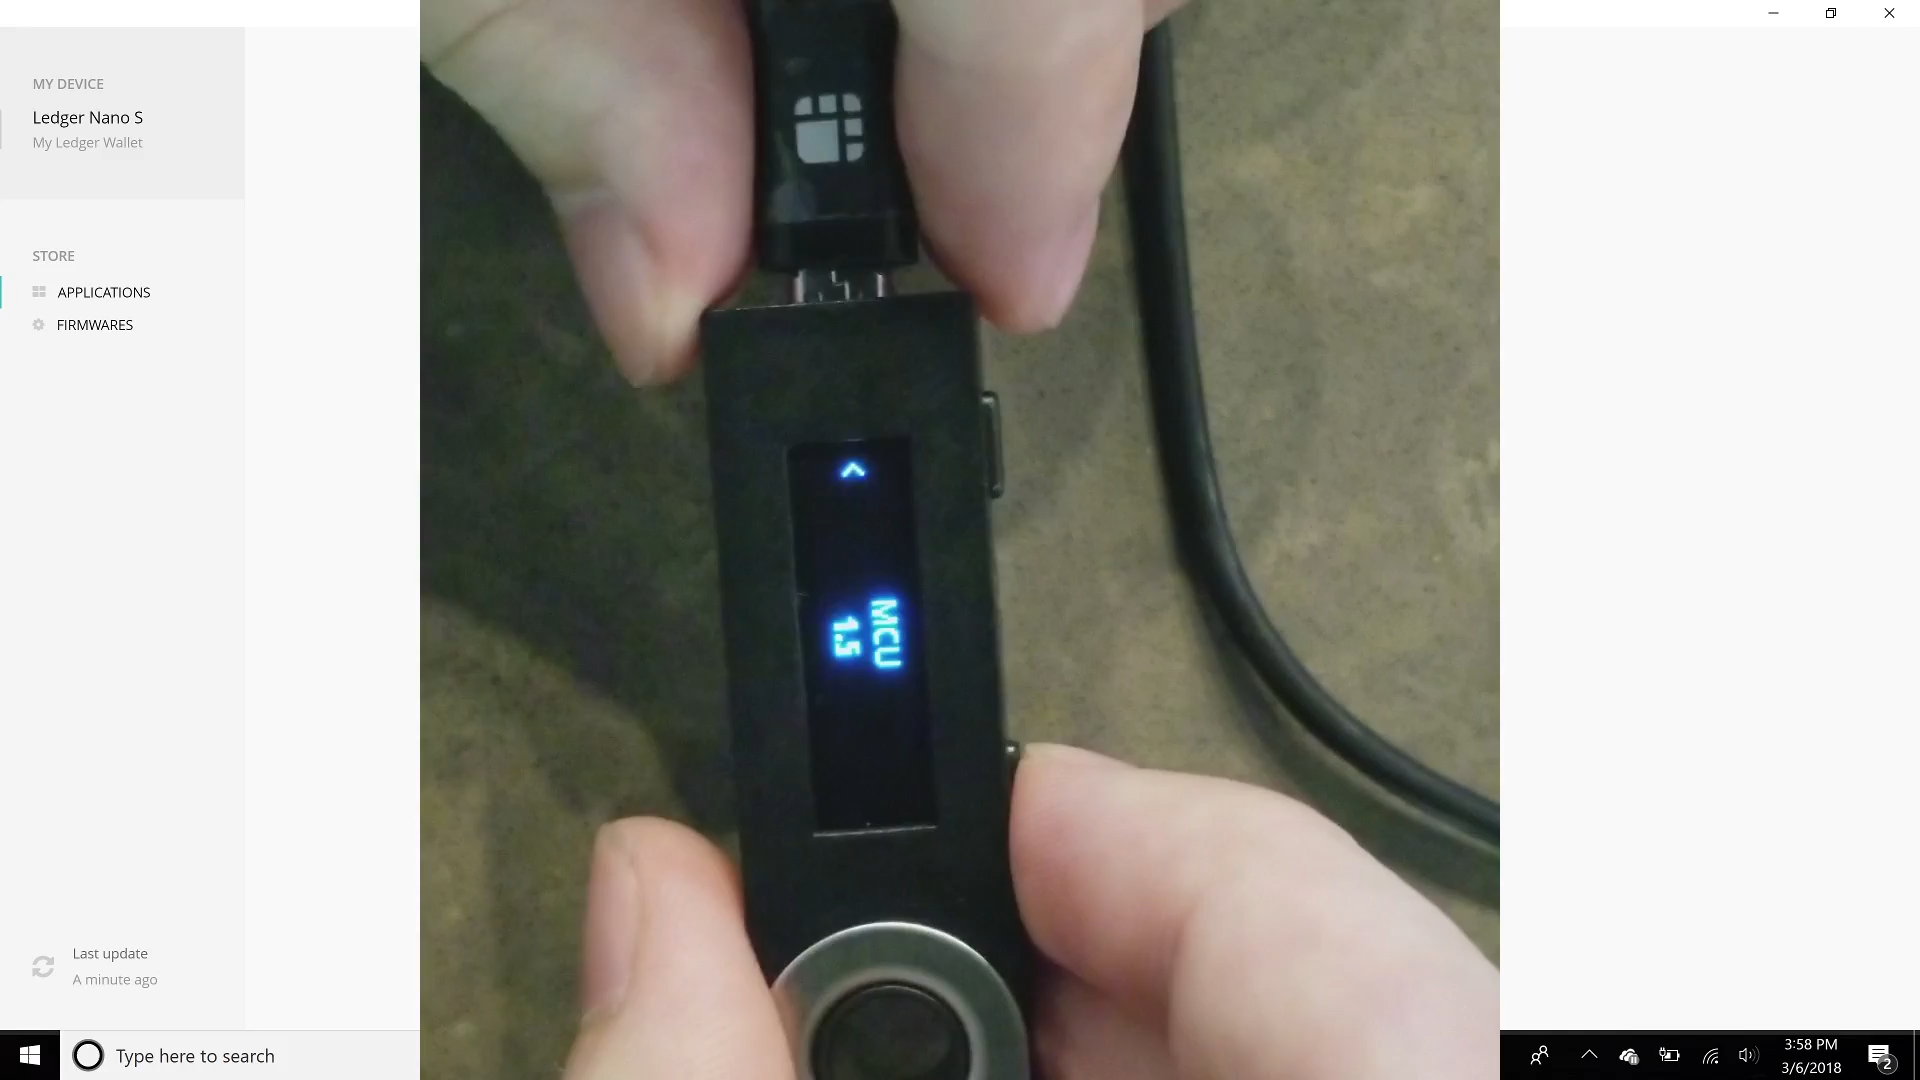 MY DEVICE
Ledger Nano S
My Ledger Wallet
STORE
APPLICATIONS
FIRMWARES
Last update
A minute ago
Type here to search
MCU
1.5
3:58 PM
3/6/2018
2